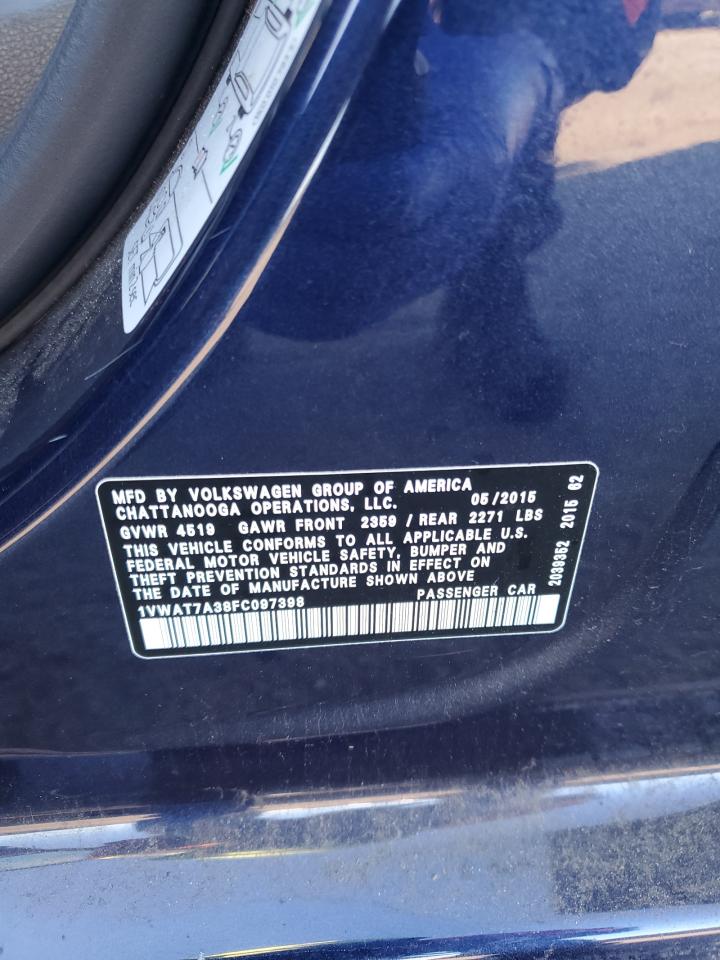 MFD BY VOLKSWAGEN GROUP OF AMERICA
CHATTANOOGA OPERATIONS, LLC. 05/2015
GVWR 4519 GAWR FRONT 2359 / REAR 2271 LBS
THIS VEHICLE CONFORMS TO ALL APPLICABLE U.S.
FEDERAL MOTOR VEHICLE SAFETY, BUMPER AND
THEFT PREVENTION STANDARDS IN EFFECT ON
THE DATE OF MANUFACTURE SHOWN ABOVE
1VWAT7A38FC097398 PASSENGER CAR
2039352 2015 62